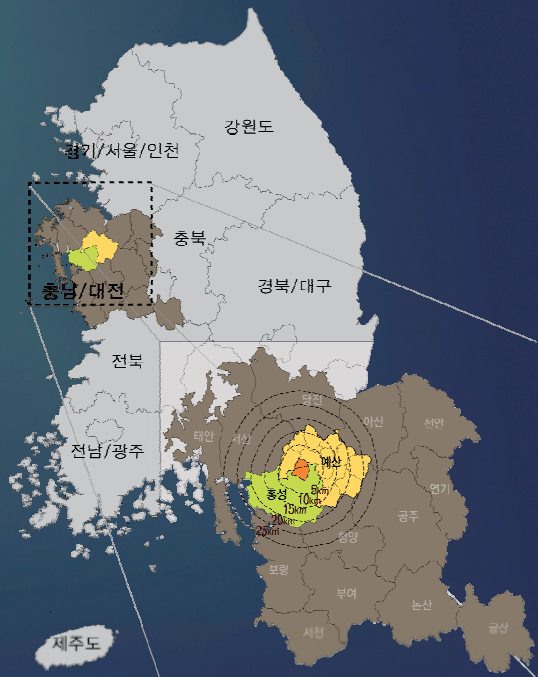 강원도
경기/서울/인천
충북
충남/대전
경북/대구
전북
당진
아신
천안
태안
서산
예산
전남/광주
홍성
5km
10km
15km
20km
25km
연기
공주
청양
보령
부여
논산
서천
금산
제주도